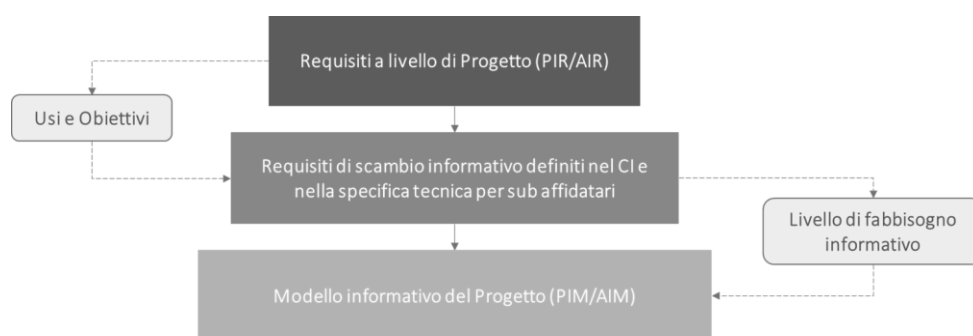 Requisiti a livello di Progetto (PIR/AIR)
Usi e Obiettivi
Requisiti di scambio informativo definiti nel CI e
nella specifica tecnica per sub affidatari
Livello di fabbisogno
informativo
Modello informativo del Progetto (PIM/AIM)